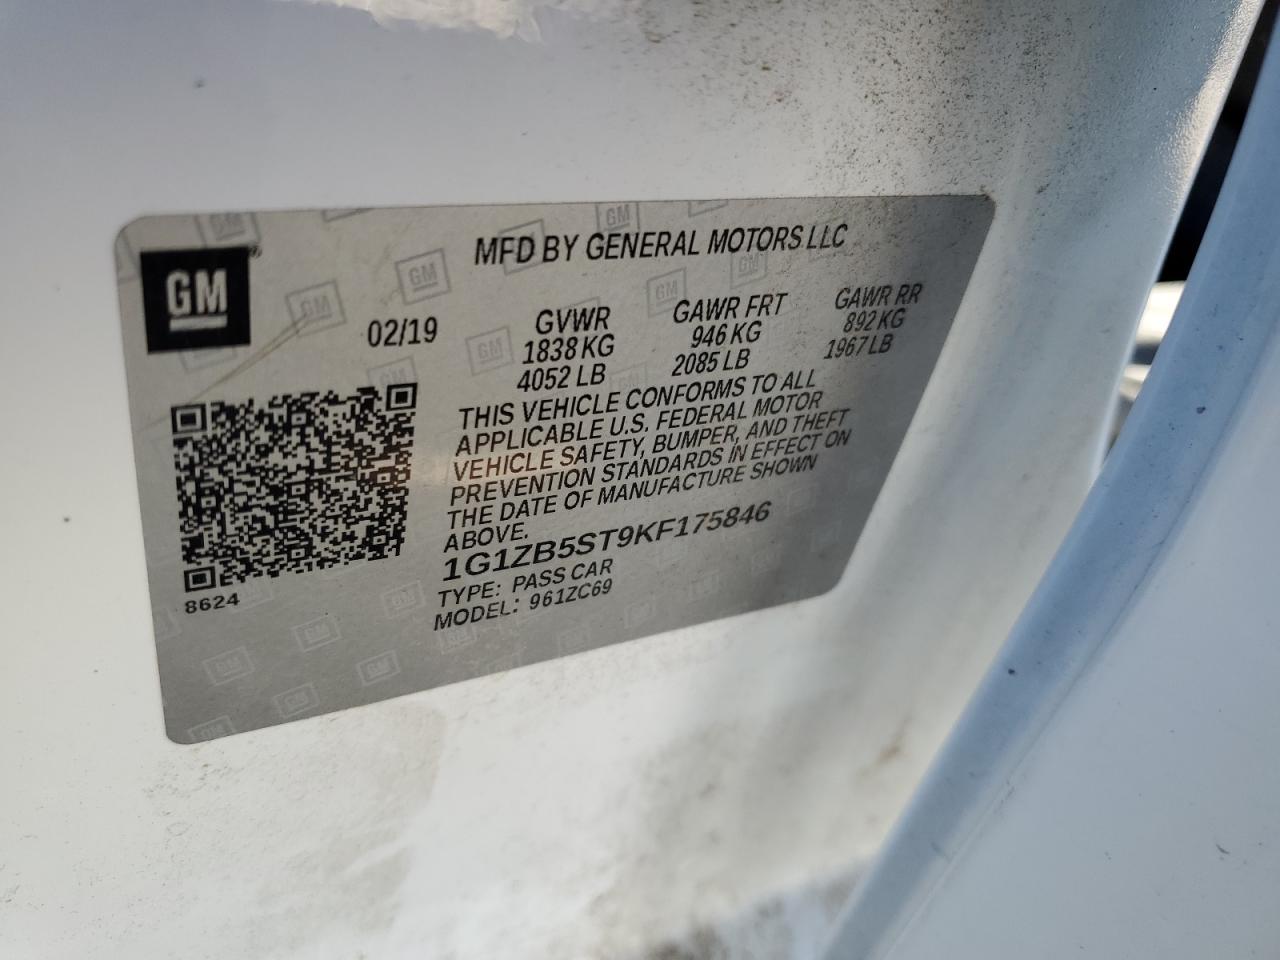 GM
MFD BY GENERAL MOTORS LLC
02/19
GVWR GAWR FRT GAWR RR
1838 KG 946 KG 892 KG
4052 LB 2085 LB 1967 LB
THIS VEHICLE CONFORMS TO ALL
APPLICABLE U.S. FEDERAL MOTOR
VEHICLE SAFETY, BUMPER, AND THEFT
PREVENTION STANDARDS IN EFFECT ON
THE DATE OF MANUFACTURE SHOWN
ABOVE.
1G1ZB5ST9KF175846
TYPE: PASS CAR
MODEL: 961ZC69
8624